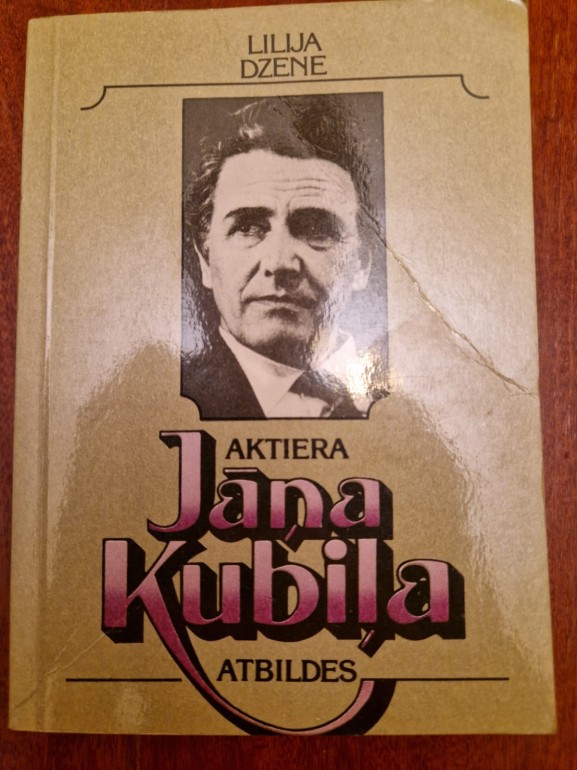 LILIJA
DZENE
AKTIERA
Jāņa
Kubiļa
ATBILDES